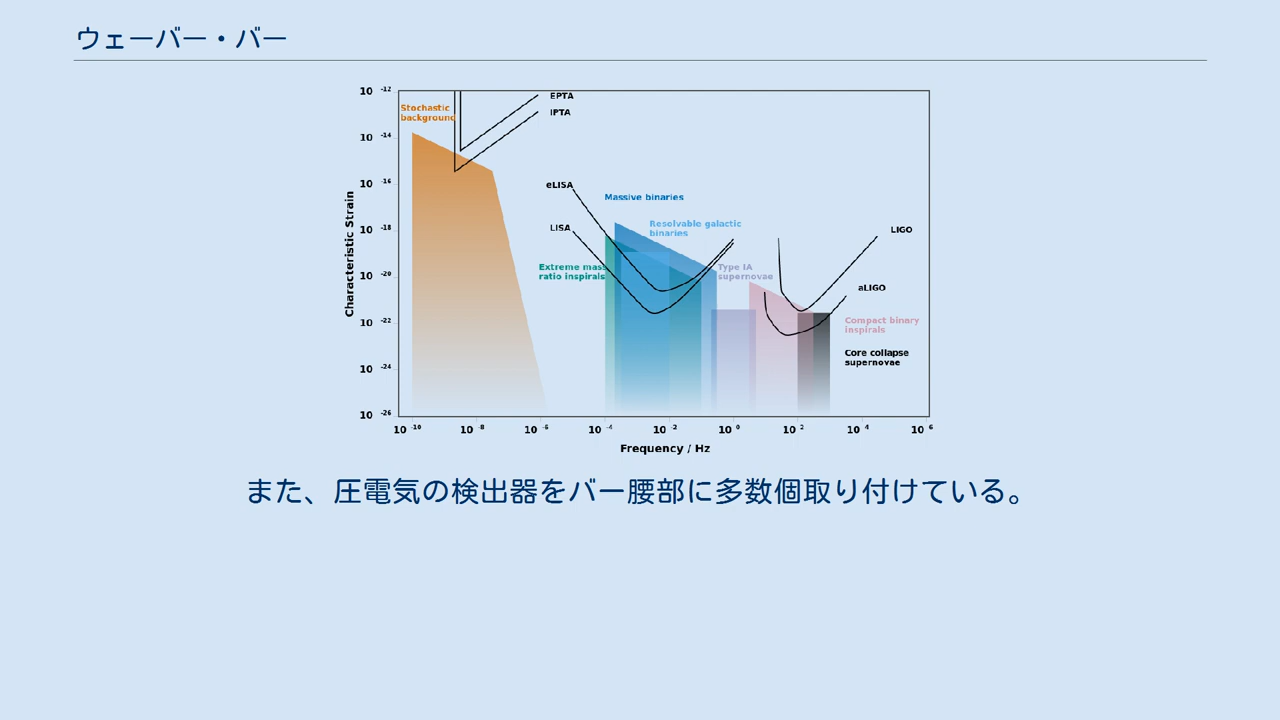 ウェーバー・バー
10 -12
10 -14
10 -16
10 -18
10 -20
10 -22
10 -24
10 -26
Characteristic Strain
Stochastic
background
EPTA
IPTA
eLISA
Massive binaries
LISA
Resolvable galactic
binaries
LIGO
Extreme mass
ratio inspirals
Type IA
supernovae
aLIGO
Compact binary
inspirals
Core collapse
supernovae
10 -10
10 -8
10 -6
10 -4
10 -2
10 0
10 2
10 4
10 6
Frequency / Hz
また、圧電気の検出器をバー腰部に多数個取り付けている。